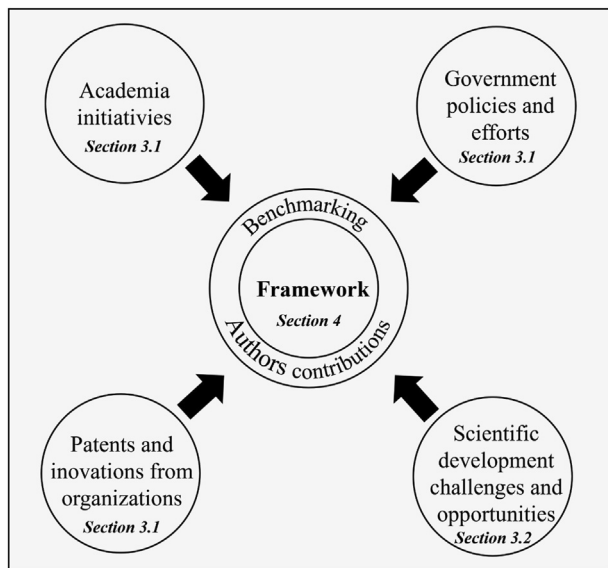 Academia
initiativies
Section 3.1
Government
policies and
efforts
Section 3.1
Benchmarking
Framework
Section 4
Authors contributions
Patents and
inovations from
organizations
Section 3.1
Scientific
development
challenges and
opportunities
Section 3.2